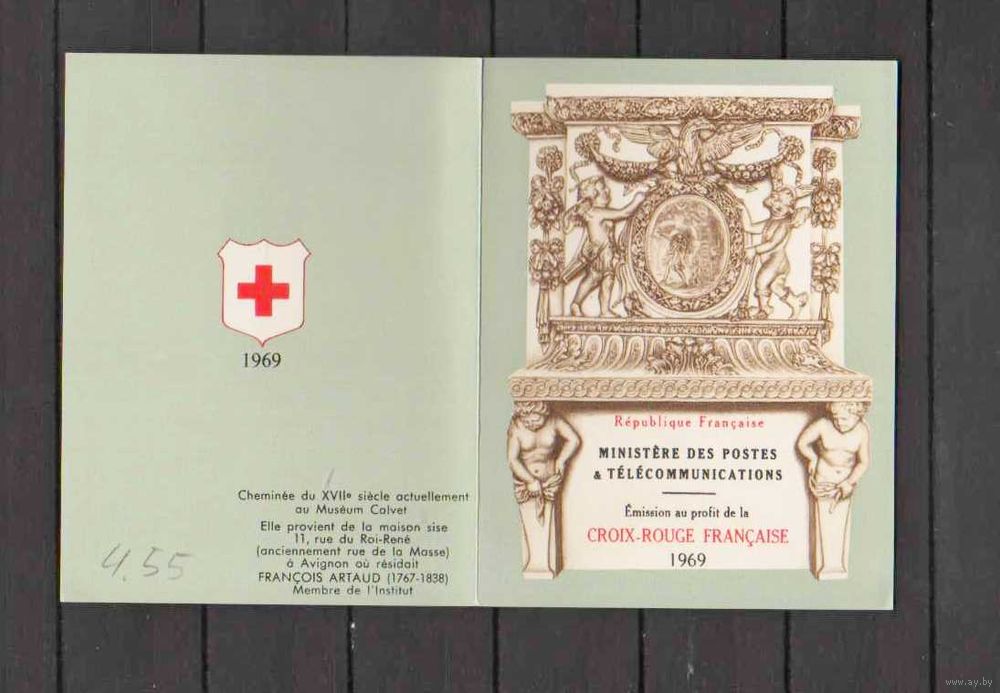 1969
Cheminée du XVIIe siècle actuellement
au Muséum Calvet
Elle provient de la maison sise
11, rue du Roi-René
(anciennement rue de la Masse)
à Avignon où résidait
FRANÇOIS ARTAUD (1767-1838)
Membre de l'Institut
4.55
République Française
MINISTÈRE DES POSTES
& TÉLÉCOMMUNICATIONS
Émission au profit de la
CROIX-ROUGE FRANÇAISE
1969
www.ay.by